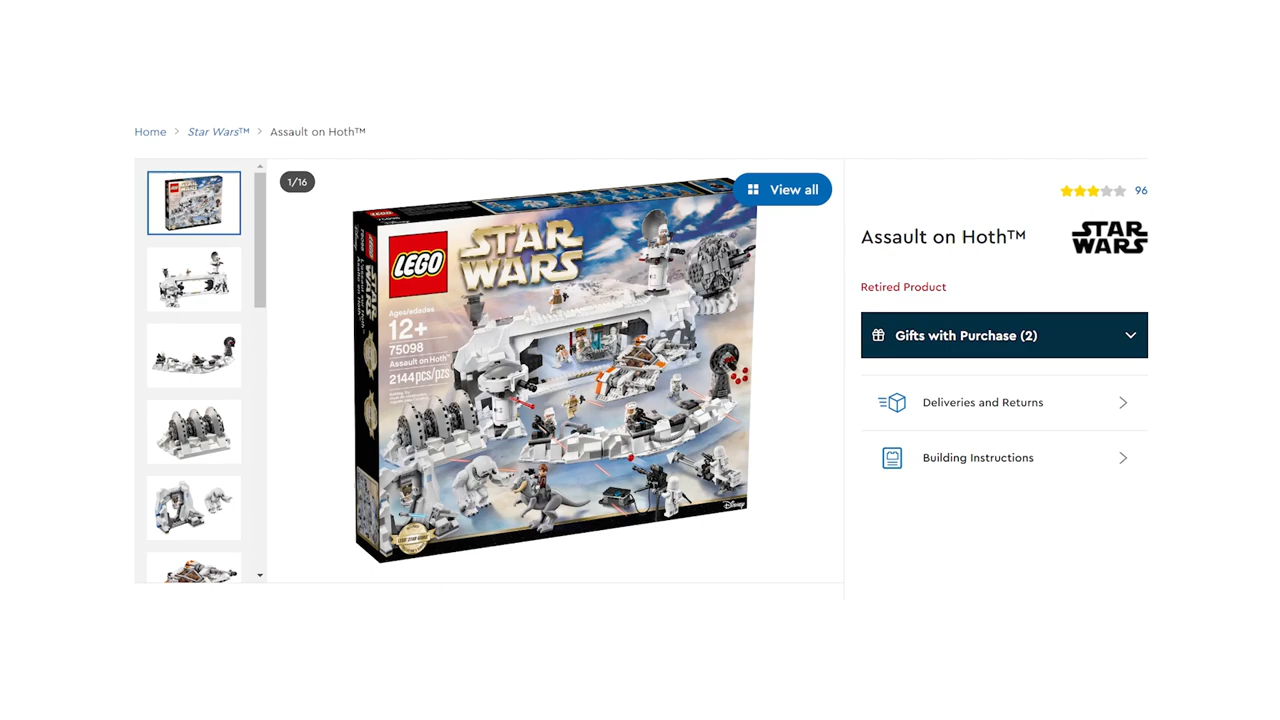 Home > Star Wars™ > Assault on Hoth™
1/16
View all
96
Assault on Hoth™
STAR WARS
Retired Product
Gifts with Purchase (2)
Deliveries and Returns
Building Instructions
LEGO
STAR
WARS
Ages/edades
12+
75098
Assault on Hoth™
2144 pcs/pzs
Disney